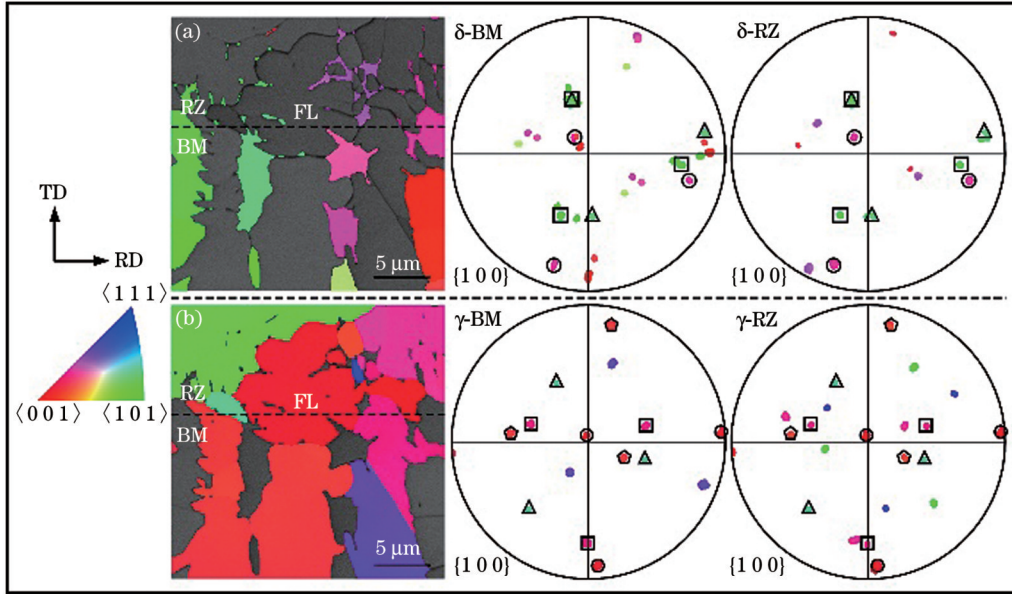 (a)
RZ
FL
BM
5 μm
δ-BM
{1 0 0}
δ-RZ
{1 0 0}
TD
RD
⟨1 1 1⟩
⟨0 0 1⟩ ⟨1 0 1⟩
(b)
RZ
FL
BM
5 μm
γ-BM
{1 0 0}
γ-RZ
{1 0 0}